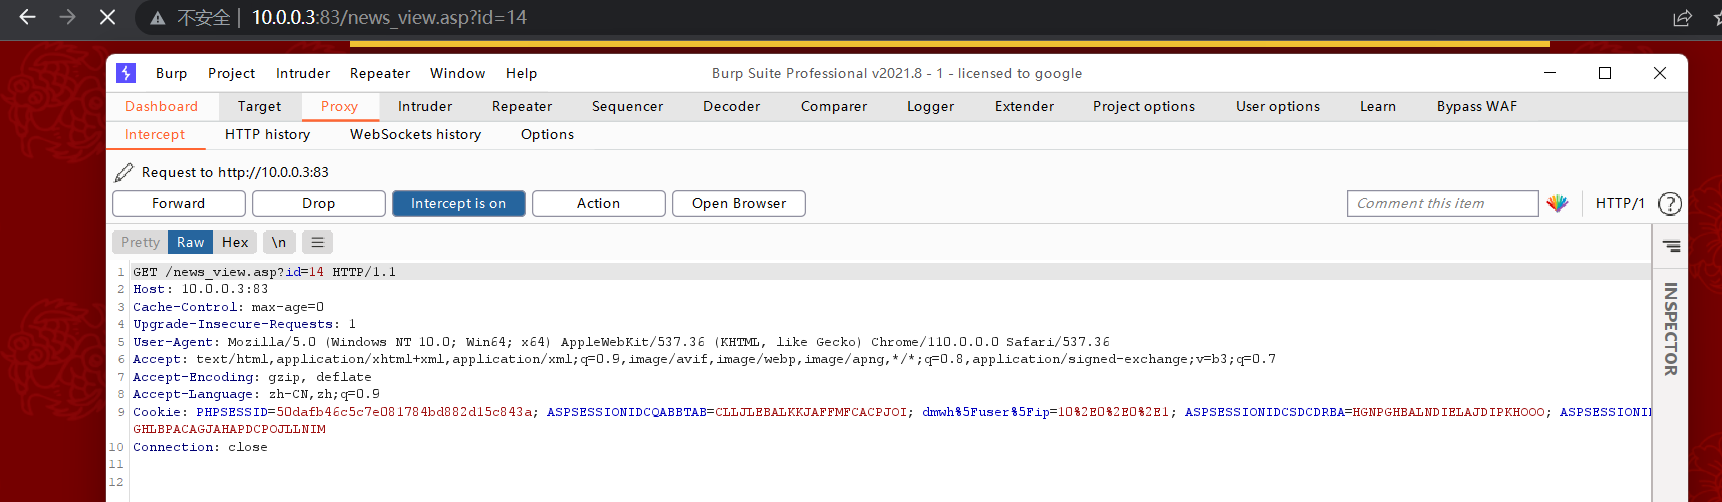 不安全 | 10.0.0.3:83/news_view.asp?id=14
Burp Project Intruder Repeater Window Help Burp Suite Professional v2021.8 - 1 - licensed to google
Dashboard Target Proxy Intruder Repeater Sequencer Decoder Comparer Logger Extender Project options User options Learn Bypass WAF
Intercept HTTP history WebSockets history Options
Request to http://10.0.0.3:83
Forward Drop Intercept is on Action Open Browser Comment this item HTTP/1 ?
Pretty Raw Hex \n
1 GET /news_view.asp?id=14 HTTP/1.1
2 Host: 10.0.0.3:83
3 Cache-Control: max-age=0
4 Upgrade-Insecure-Requests: 1
5 User-Agent: Mozilla/5.0 (Windows NT 10.0; Win64; x64) AppleWebKit/537.36 (KHTML, like Gecko) Chrome/110.0.0.0 Safari/537.36
6 Accept: text/html,application/xhtml+xml,application/xml;q=0.9,image/avif,image/webp,image/apng,*/*;q=0.8,application/signed-exchange;v=b3;q=0.7
7 Accept-Encoding: gzip, deflate
8 Accept-Language: zh-CN,zh;q=0.9
9 Cookie: PHPSESSID=50dafb46c5c7e081784bd882d15c843a; ASPSESSIONIDCQABBTAB=CLLJLEBALKKJAFFMFCACPJOI; dmwh%5Fuser%5Fip=10%2E0%2E0%2E1; ASPSESSIONIDCSDCDRBA=HGNPGHBALNDIELAJDIPKHOOO; ASPSESSIONI
GHLBPACAGJAHAPDCPOJLLNIM
10 Connection: close
11
12
INSPECTOR